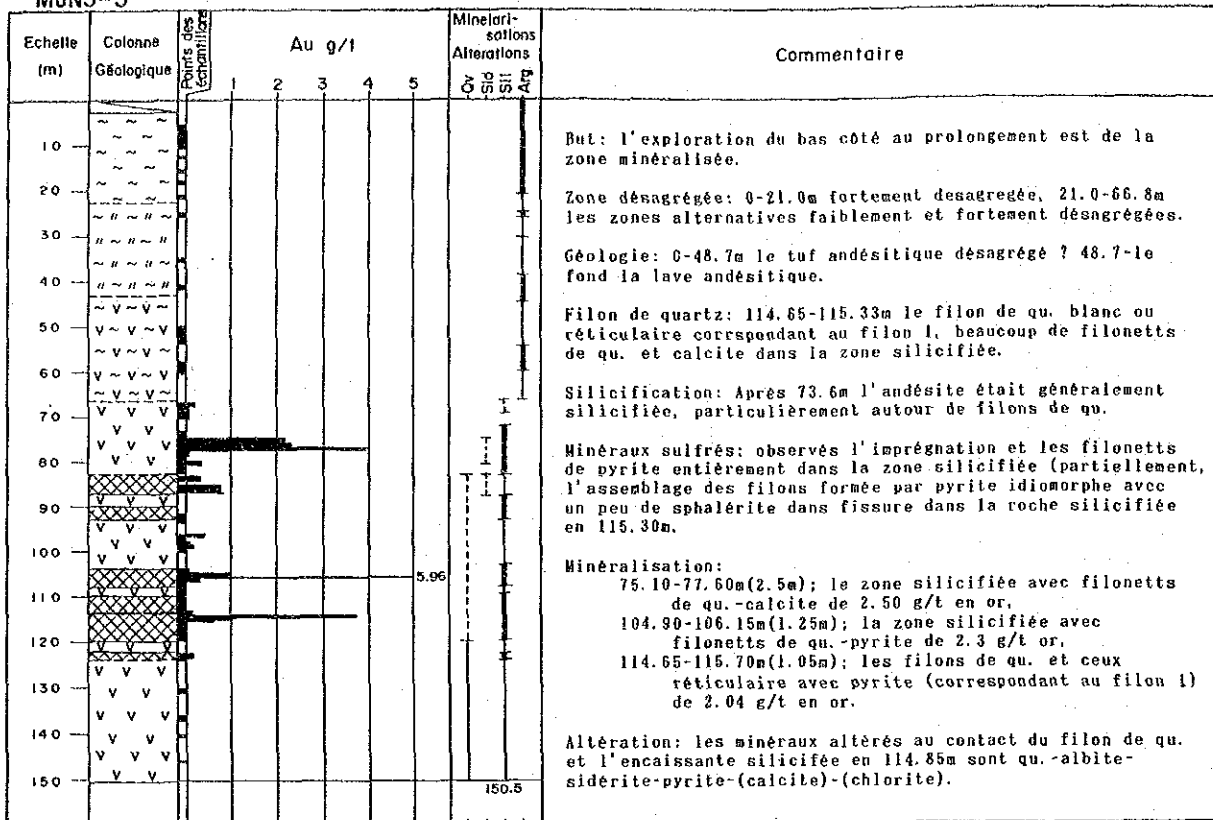 Echelle
(m)
Colonne
Géologique
Points des
échantillons
Au g/t
1 2 3 4 5
Minelari-
sations
Alterations
Qv
Sid
Sil
Arg
Commentaire
10
20
30
40
50
60
70
80
90
100
110
120
130
140
150
5.96
150.5
But: l'exploration du bas côté au prolongement est de la
zone minéralisée.
Zone désagrégée: 0-21.0m fortement desagregée, 21.0-66.8m
les zones alternatives faiblement et fortement désagrégées.
Géologie: 0-48.7m le tuf andésitique désagrégé ? 48.7-le
fond la lave andésitique.
Filon de quartz: 114.65-115.33m le filon de qu. blanc ou
réticulaire corrspondant au filon 1, beaucoup de filonetts
de qu. et calcite dans la zone silicifiée.
Silicification: Après 73.6m l'andésite était généralement
silicifiée, particulièrement autour de filons de qu.
Minéraux sulfrés: observés l'imprégnation et les filonetts
de pyrite entièrement dans la zone silicifiée (partiellement,
l'assemblage des filons formée par pyrite idiomorphe avec
un peu de sphalérite dans fissure dans la roche silicifiée
en 115.30m.
Minéralisation:
75.10-77.60m(2.5m); le zone silicifiée avec filonetts
de qu.-calcite de 2.50 g/t en or,
104.90-106.15m(1.25m); la zone silicifiée avec
filonetts de qu.-pyrite de 2.3 g/t or,
114.65-115.70m(1.05m); les filons de qu. et ceux
réticulaire avec pyrite (correspondant au filon 1)
de 2.04 g/t en or.
Altération: les minéraux altérés au contact du filon de qu.
et l'encaissante silicifée en 114.85m sont qu.-albite-
sidérite-pyrite-(calcite)-(chlorite).